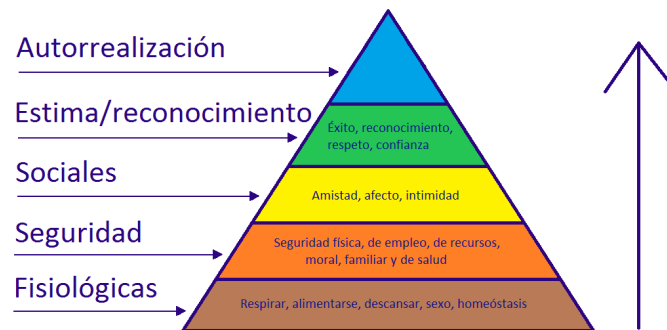 Autorrealización
Estima/reconocimiento
Éxito, reconocimiento,
respeto, confianza
Sociales
Amistad, afecto, intimidad
Seguridad
Seguridad física, de empleo, de recursos,
moral, familiar y de salud
Fisiológicas
Respirar, alimentarse, descansar, sexo, homeóstasis